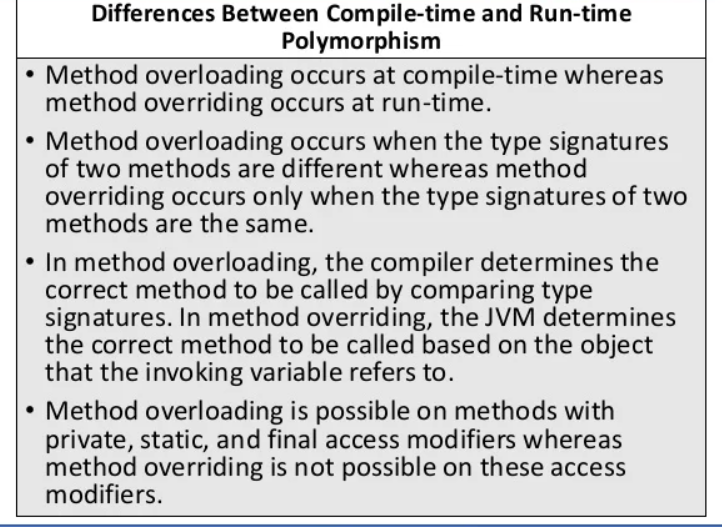 Differences Between Compile-time and Run-time
Polymorphism
• Method overloading occurs at compile-time whereas
method overriding occurs at run-time.
• Method overloading occurs when the type signatures
of two methods are different whereas method
overriding occurs only when the type signatures of two
methods are the same.
• In method overloading, the compiler determines the
correct method to be called by comparing type
signatures. In method overriding, the JVM determines
the correct method to be called based on the object
that the invoking variable refers to.
• Method overloading is possible on methods with
private, static, and final access modifiers whereas
method overriding is not possible on these access
modifiers.